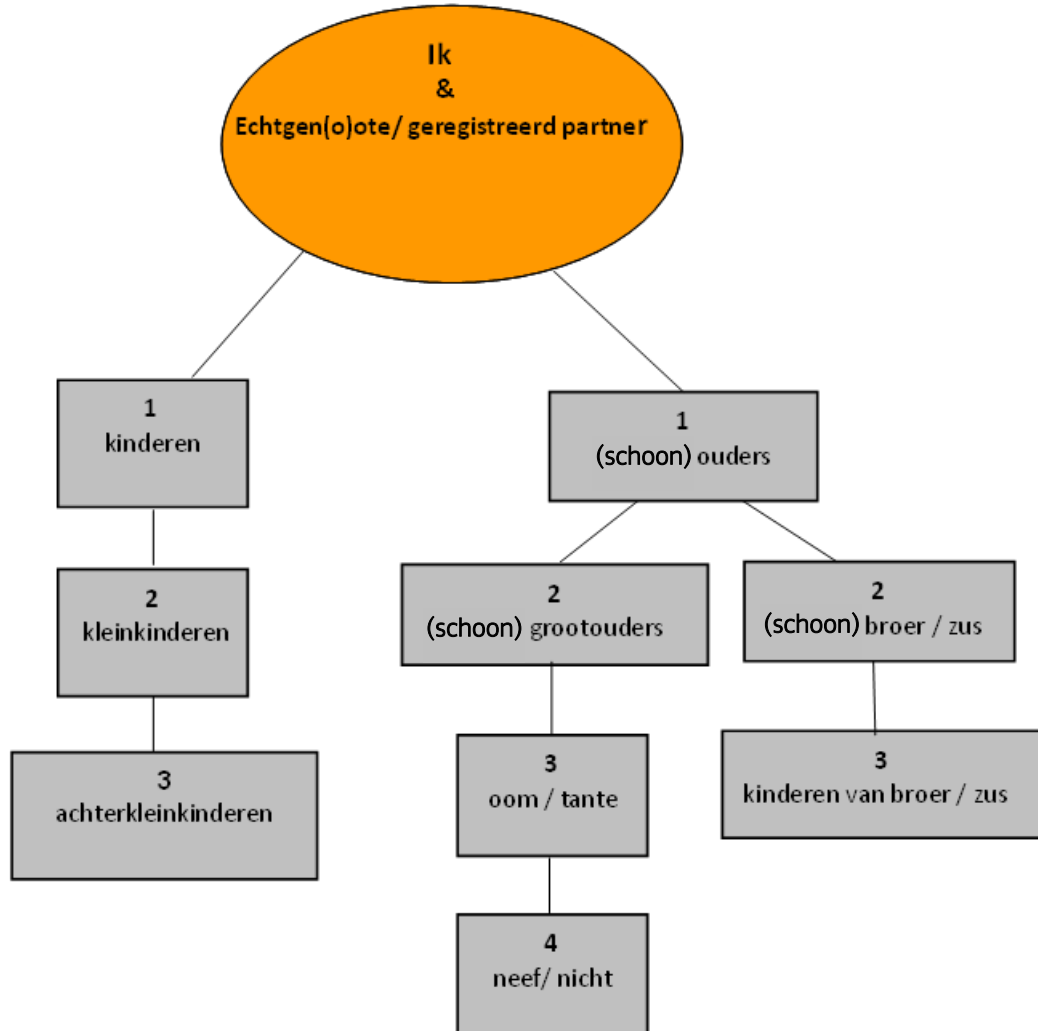 Ik
&
Echtgen(o)ote/ geregistreerd partner
1
kinderen
1
(schoon) ouders
2
kleinkinderen
2
(schoon) grootouders
2
(schoon) broer / zus
3
achterkleinkinderen
3
oom / tante
3
kinderen van broer / zus
4
neef/ nicht